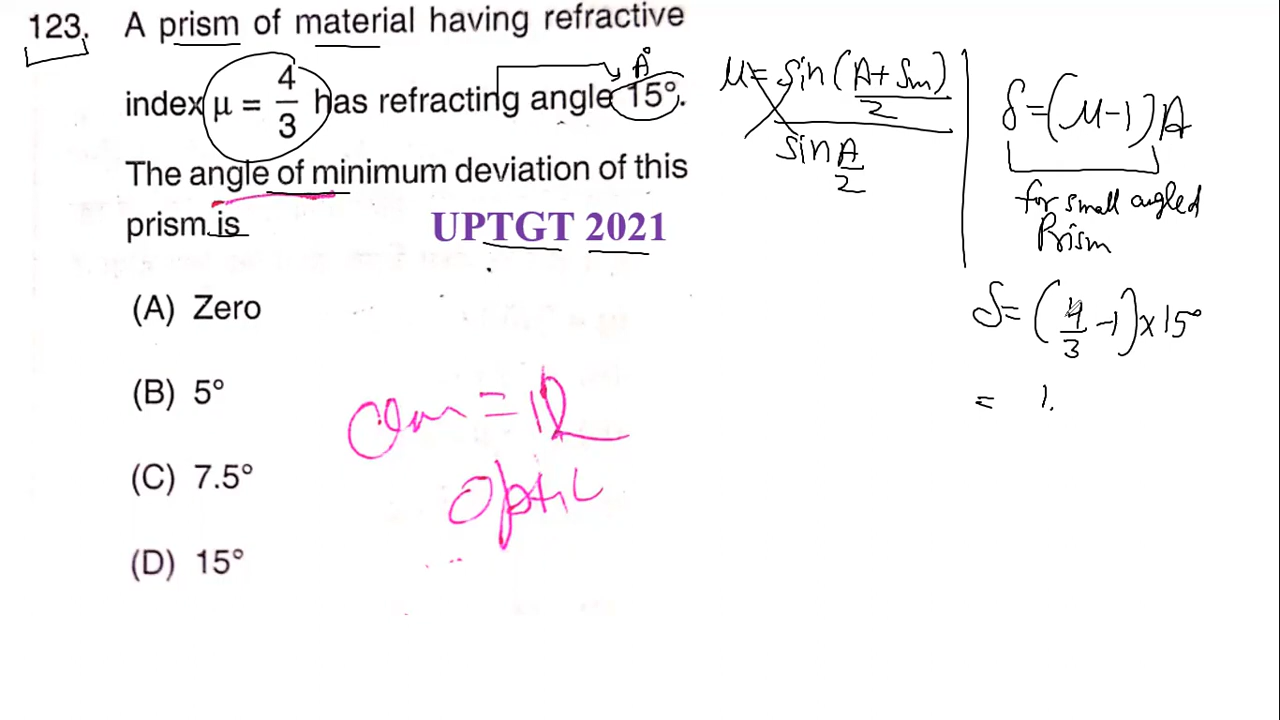 123. A prism of material having refractive
index μ = 4/3 has refracting angle 15°.
A
The angle of minimum deviation of this
prism is
UPTGT 2021
(A) Zero
(B) 5°
(C) 7.5°
(D) 15°
Optic
μ = sin(A+δm)/2
sin A/2
δ=(μ-1)A
for small angled
Prism
δ= (4/3 -1)×15°
= 1.